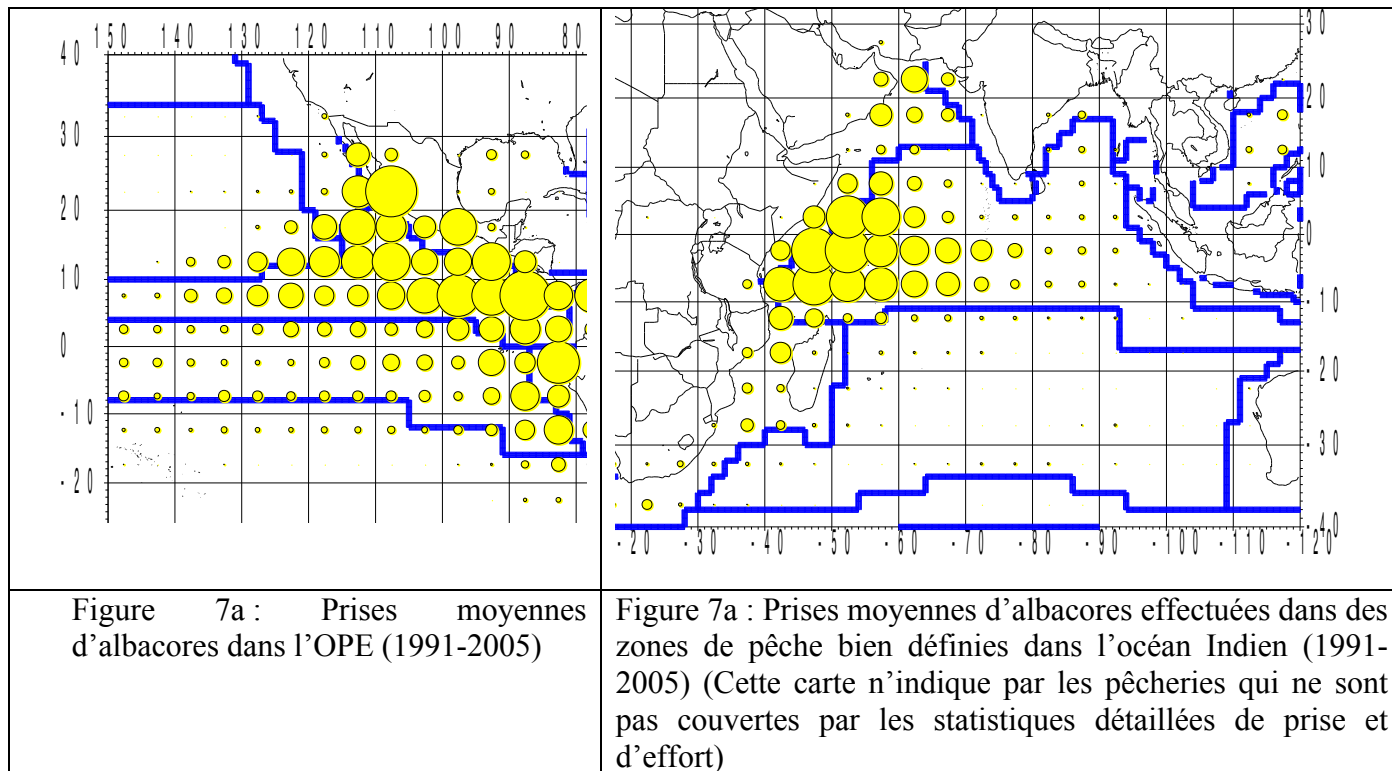 150 120 110 100 80
40
30
20
10
0
-10
-20
30
20
10
0
-10
-20
-30
-40
-20 -30 -40 -50 -60 -70 -80 -90 -100 -110 -120
Figure 7a : Prises moyennes
d’albacores dans l’OPE (1991-2005)
Figure 7a : Prises moyennes d’albacores effectuées dans des
zones de pêche bien définies dans l’océan Indien (1991-
2005) (Cette carte n’indique par les pêcheries qui ne sont
pas couvertes par les statistiques détaillées de prise et
d’effort)